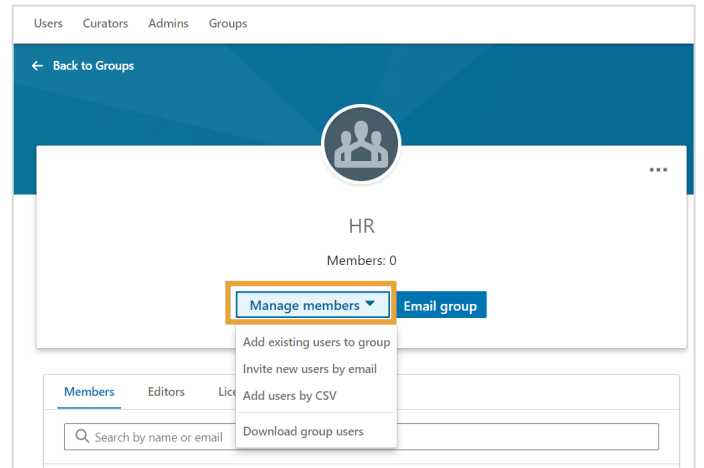 Users Curators Admins Groups
← Back to Groups
HR
Members: 0
Manage members Email group
Add existing users to group
Invite new users by email
Add users by CSV
Download group users
Members Editors
Search by name or email